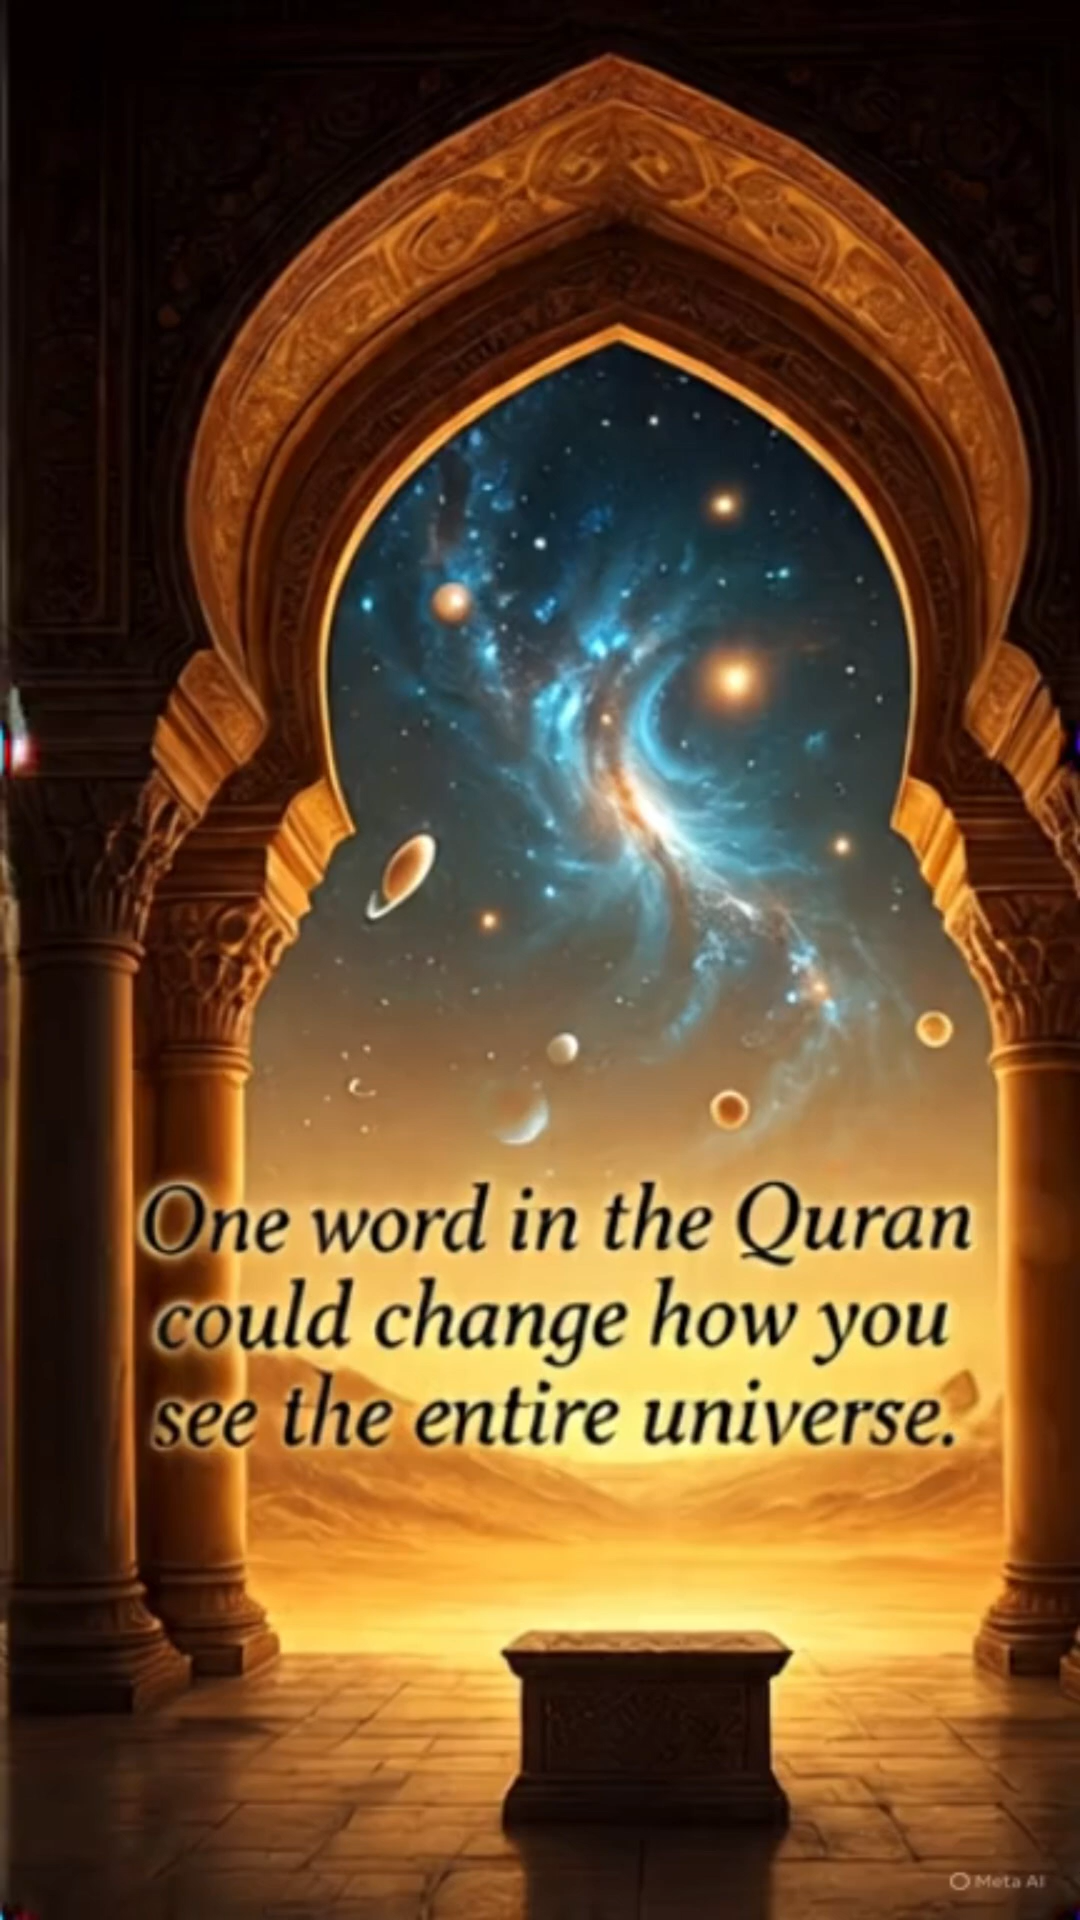 One word in the Quran
could change how you
see the entire universe.
Meta AI